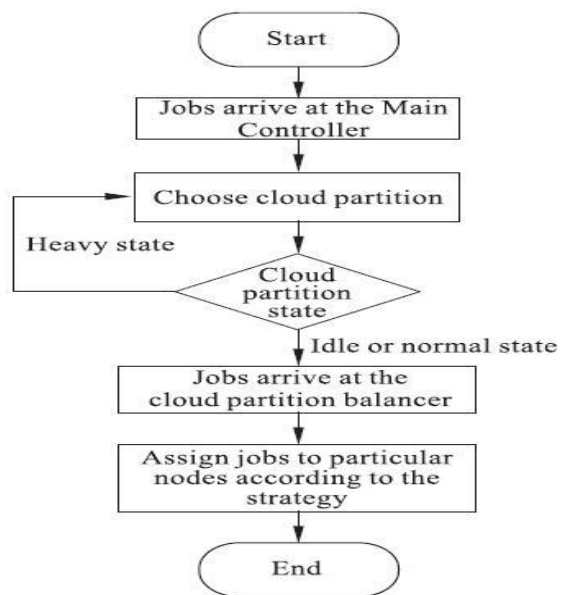 Start
Jobs arrive at the Main
Controller
Choose cloud partition
Heavy state
Cloud
partition
state
Idle or normal state
Jobs arrive at the
cloud partition balancer
Assign jobs to particular
nodes according to the
strategy
End